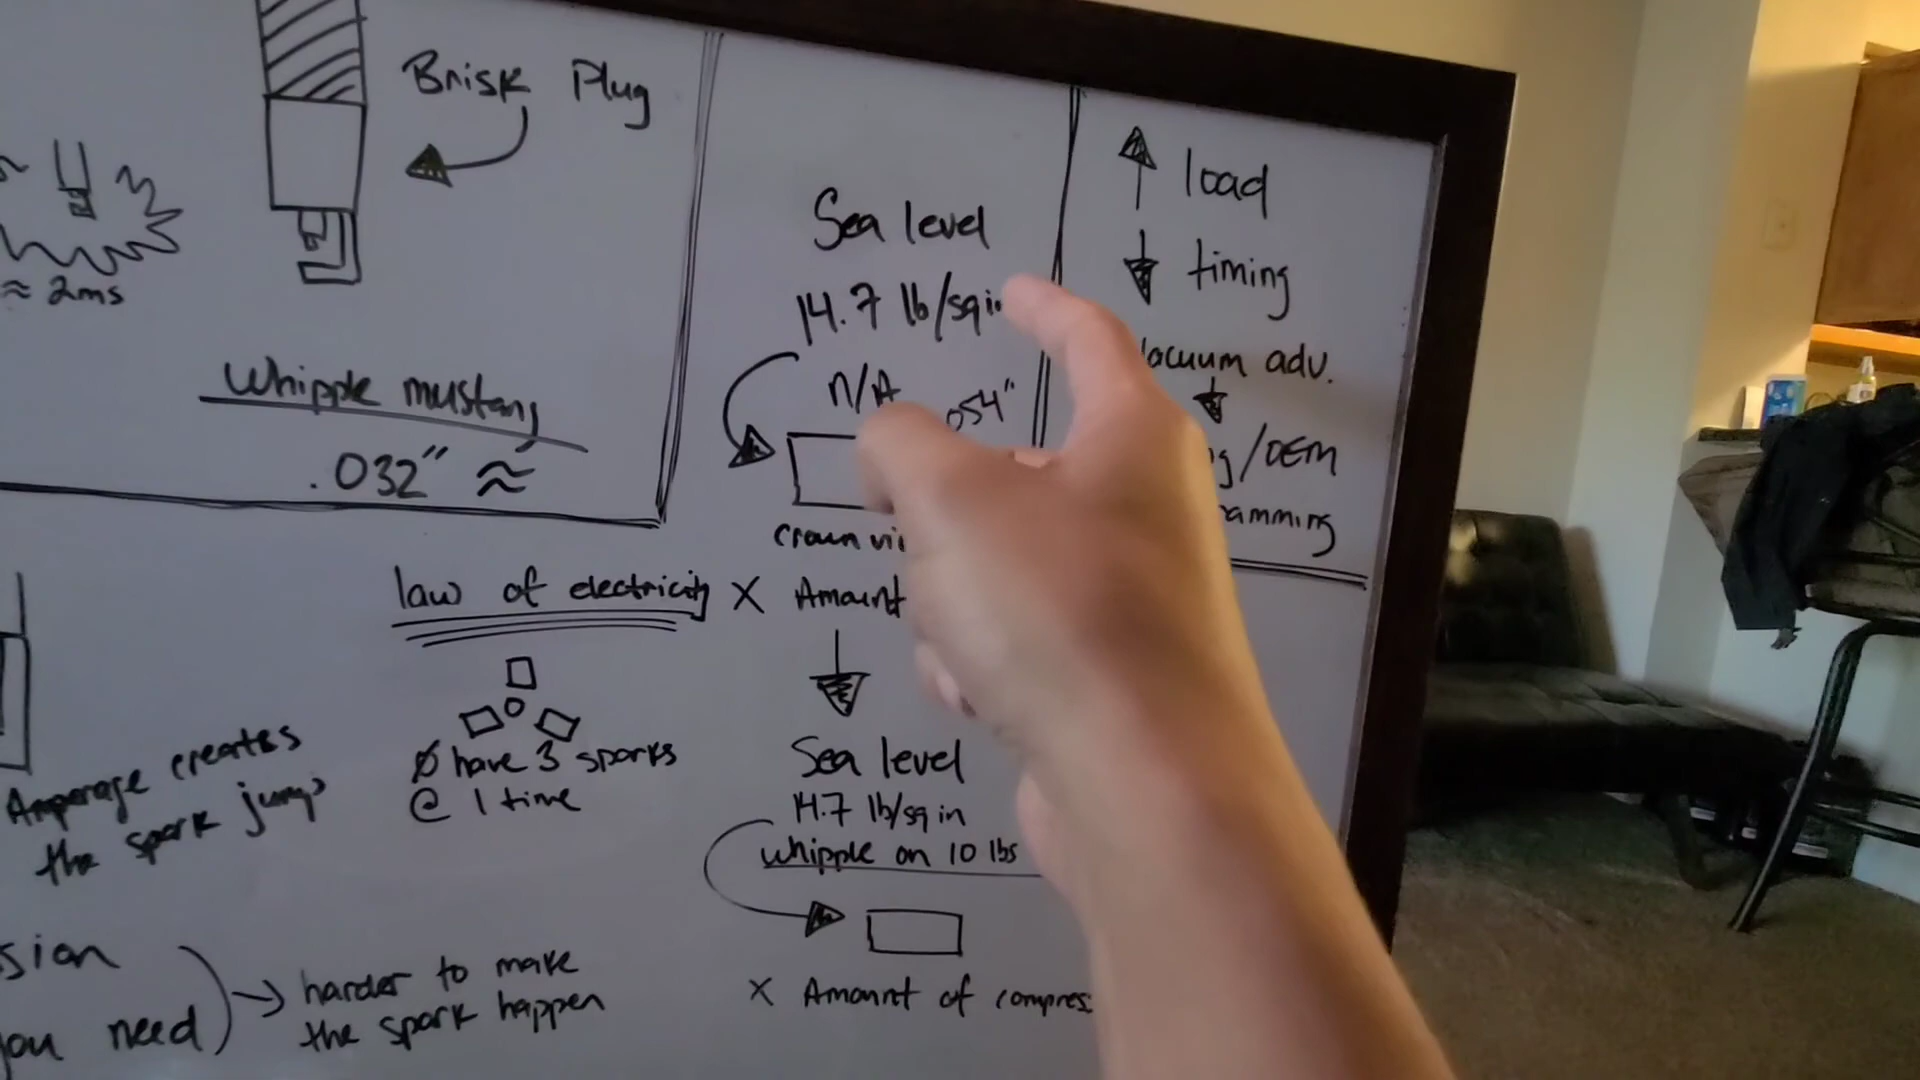 Brisk Plug
≈ 2ms
Whipple mustang
.032" ≈
Sea level
14.7 lb/sq in
N/A
.054"
crown vi
X Amount
↑ load
↓ timing
vacuum adv.
/OEM
amming
law of electricity
Ø have 3 sparks
@ 1 time
Amperage creates
the spark jump
Sea level
14.7 lb/sq in
whipple on 10 lbs
X Amount of compres
sion
you need) → harder to make
the spark happen